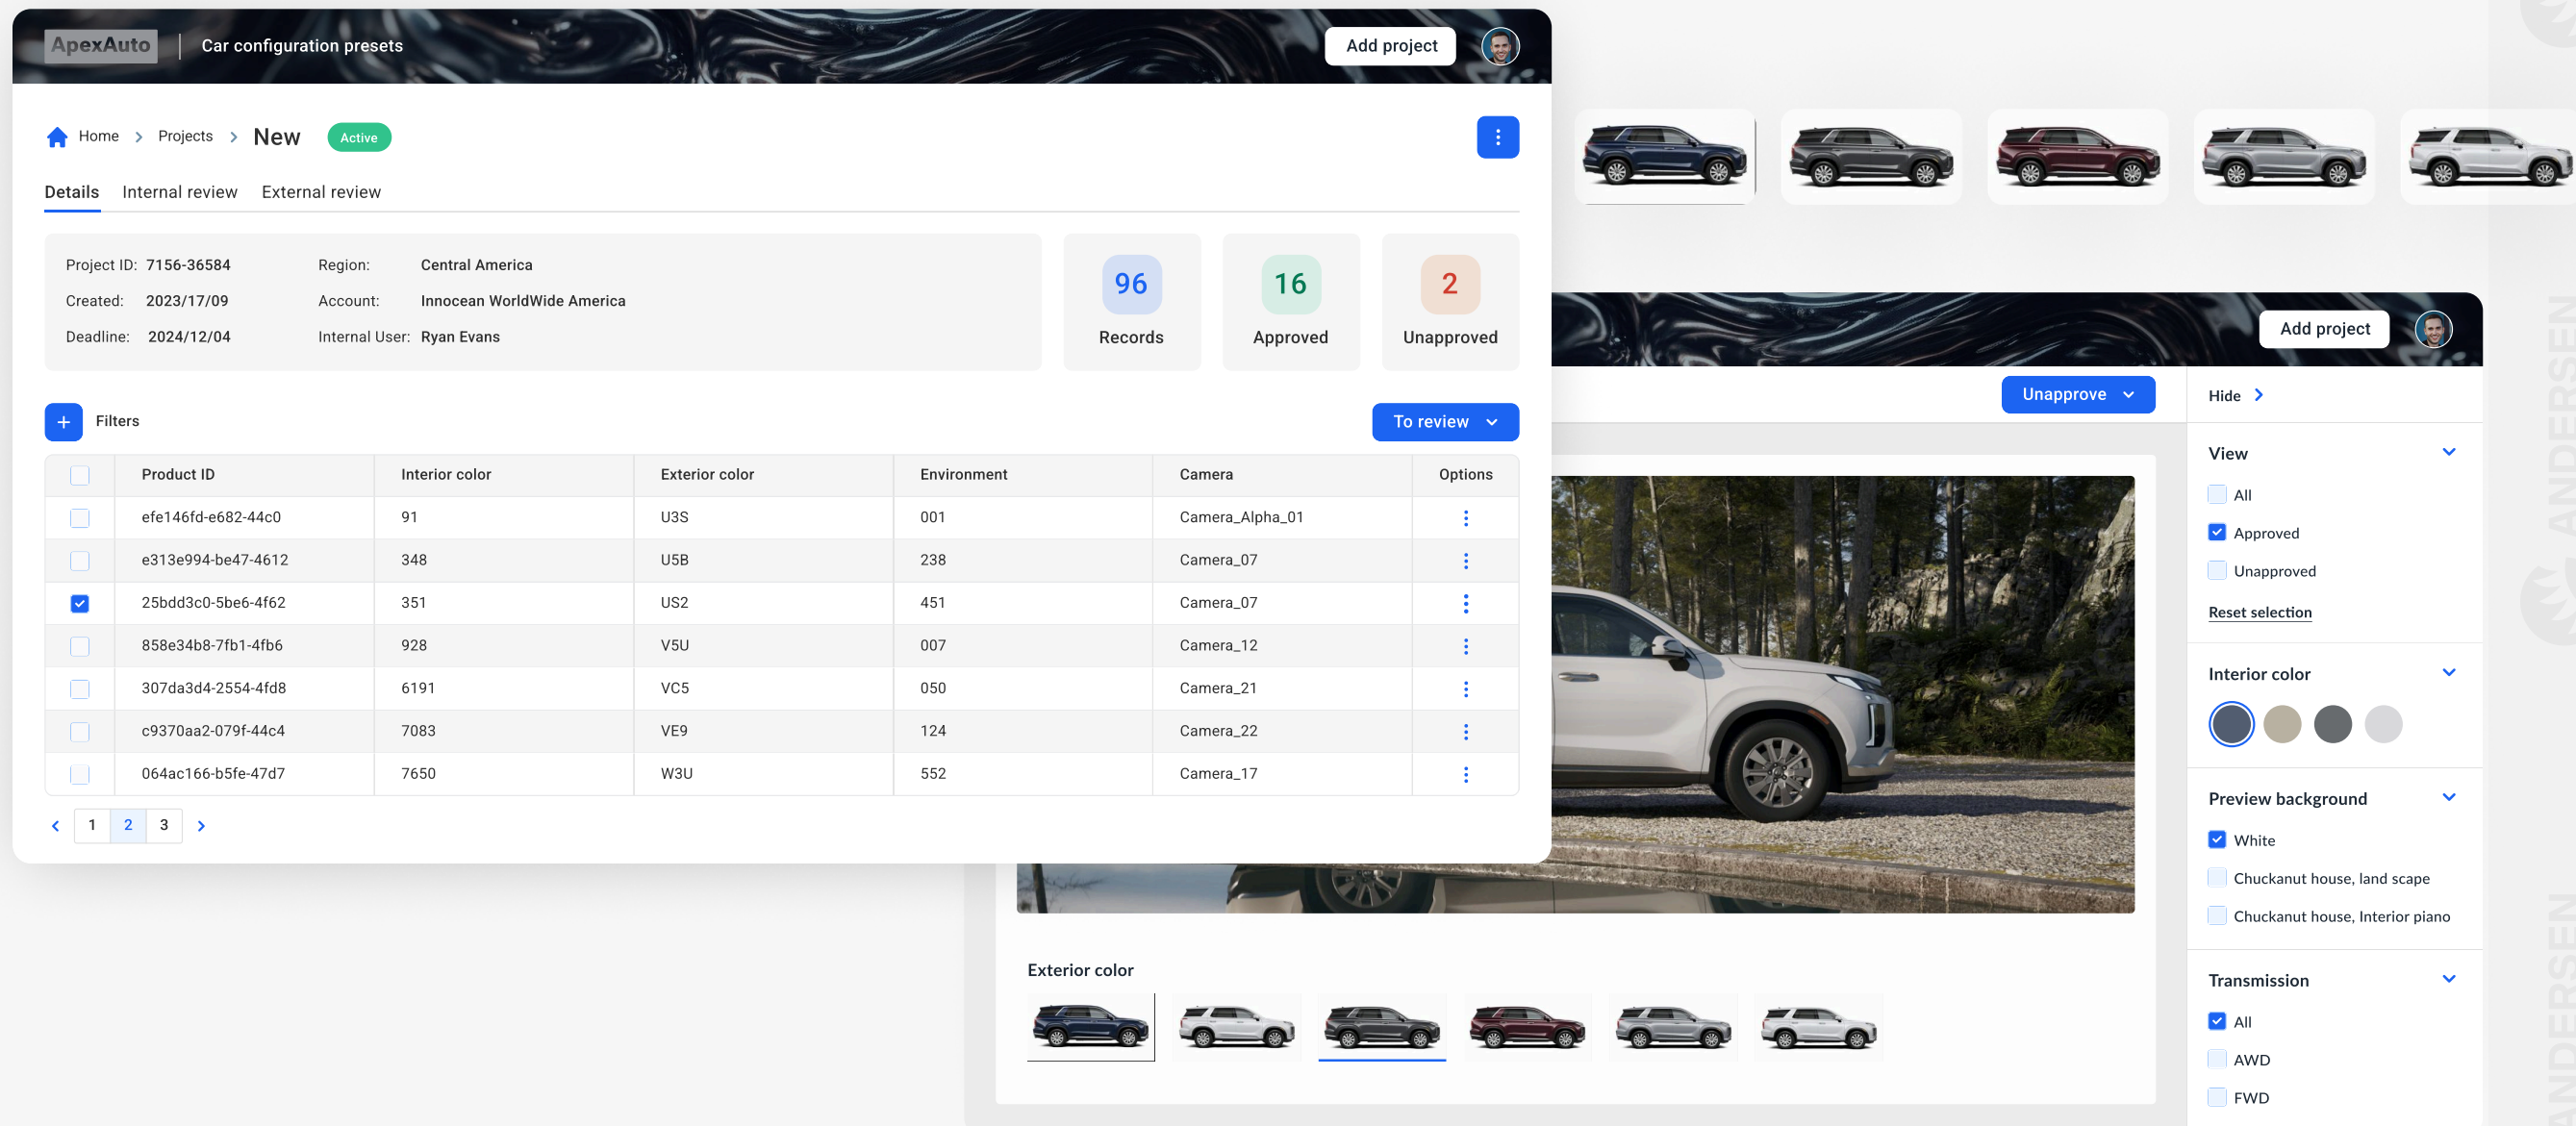 ApexAuto
Car configuration presets
Add project
Home
Projects
New
Active
Details
Internal review
External review
Project ID: 7156-36584
Region: Central America
Created: 2023/17/09
Account: Innocean WorldWide America
Deadline: 2024/12/04
Internal User: Ryan Evans
96
Records
16
Approved
2
Unapproved
+ Filters
To review
Product ID Interior color Exterior color Environment Camera Options
efe146fd-e682-44c0 91 U3S 001 Camera_Alpha_01
e313e994-be47-4612 348 U5B 238 Camera_07
25bdd3c0-5be6-4f62 351 US2 451 Camera_07
858e34b8-7fb1-4fb6 928 V5U 007 Camera_12
307da3d4-2554-4fd8 6191 VC5 050 Camera_21
c9370aa2-079f-44c4 7083 VE9 124 Camera_22
064ac166-b5fe-47d7 7650 W3U 552 Camera_17
1 2 3
Add project
Unapprove
Hide
View
All
Approved
Unapproved
Reset selection
Interior color
Preview background
White
Chuckanut house, land scape
Chuckanut house, Interior piano
Transmission
All
AWD
FWD
Exterior color
ANDERSEN
ANDERSEN